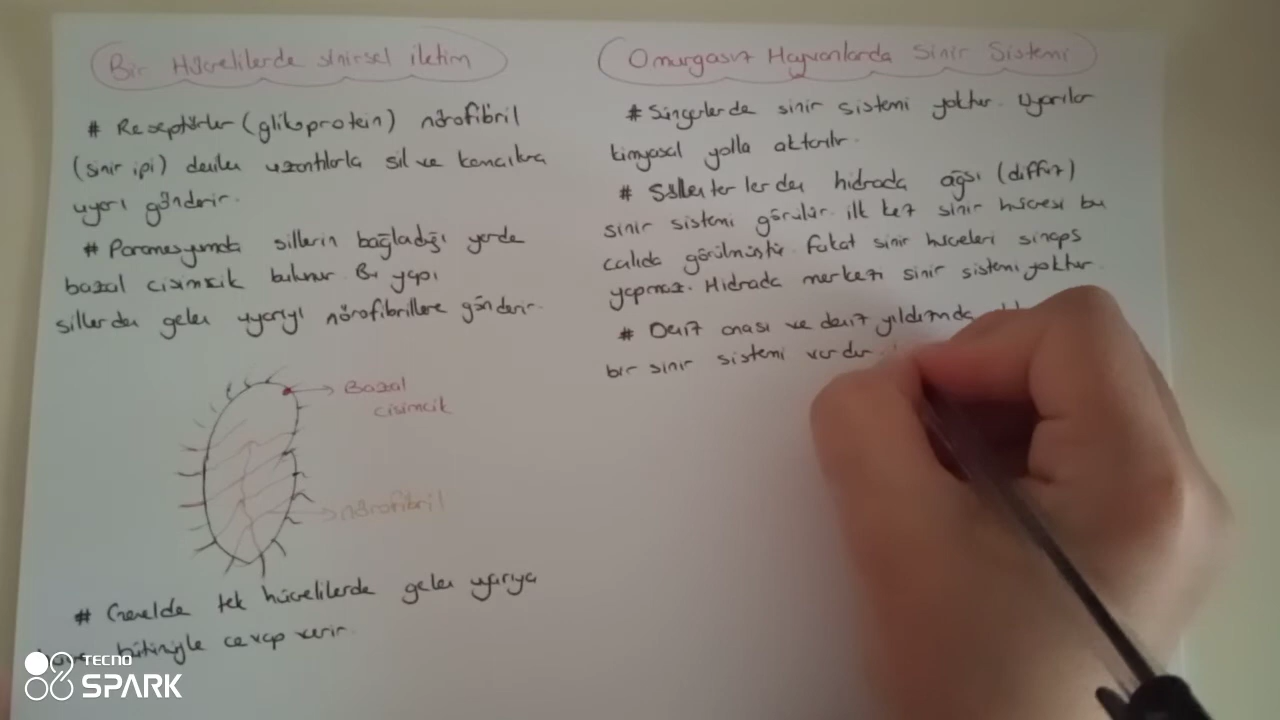 Bir Hücrelilerde sinirsel iletim
# Reseptörler (glikoprotein) nörofibril
(sinir ipi) denilen uzantılarla sil ve kamçılara
uyarı gönderir.
# Paramesyumda sillerin bağladığı yerde
bazal cisimcik bulunur. Bu yapı
sillerden gelen uyarıyı nörofibrillere gönderir.
Bazal
cisimcik
nörofibril
# Genelde tek hücrelilerde gelen uyarıya
bütünüyle cevap verir.
Omurgasız Hayvanlarda Sinir Sistemi
# Süngerlerde sinir sistemi yoktur. Uyarılar
kimyasal yolla aktarılır.
# Sölenterlerden hidrada ağsı (diffüz)
sinir sistemi görülür. ilk kez sinir hücresi bu
calıda görülmüştür. Fakat sinir hücreleri sinaps
yapmaz. Hidrada merkezi sinir sistemi yoktur.
# Deniz anası ve deniz yıldızında
bir sinir sistemi vardır.
TECNO
SPARK